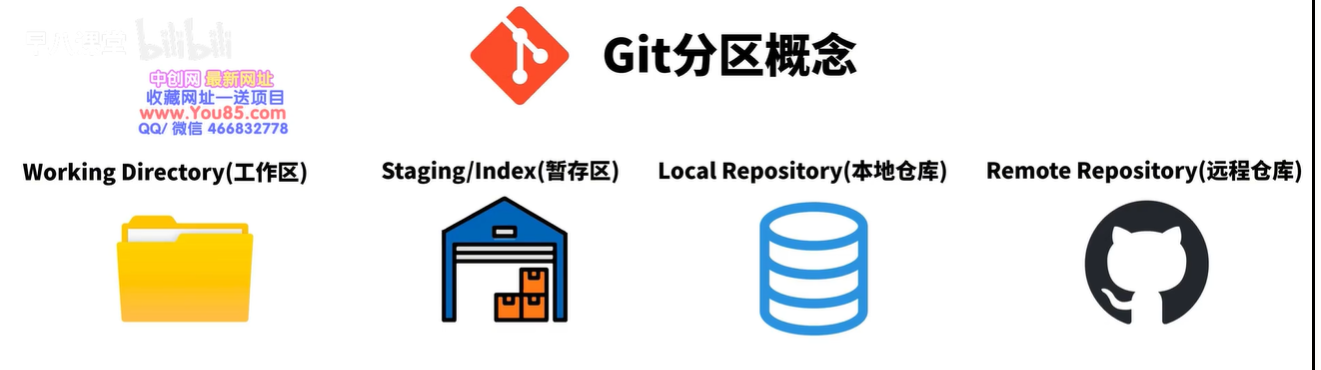 bilibili
Git分区概念
中创网 最新网址
收藏网址一送项目
www.You85.com
QQ/ 微信 466832778
Working Directory(工作区)
Staging/Index(暂存区)
Local Repository(本地仓库)
Remote Repository(远程仓库)